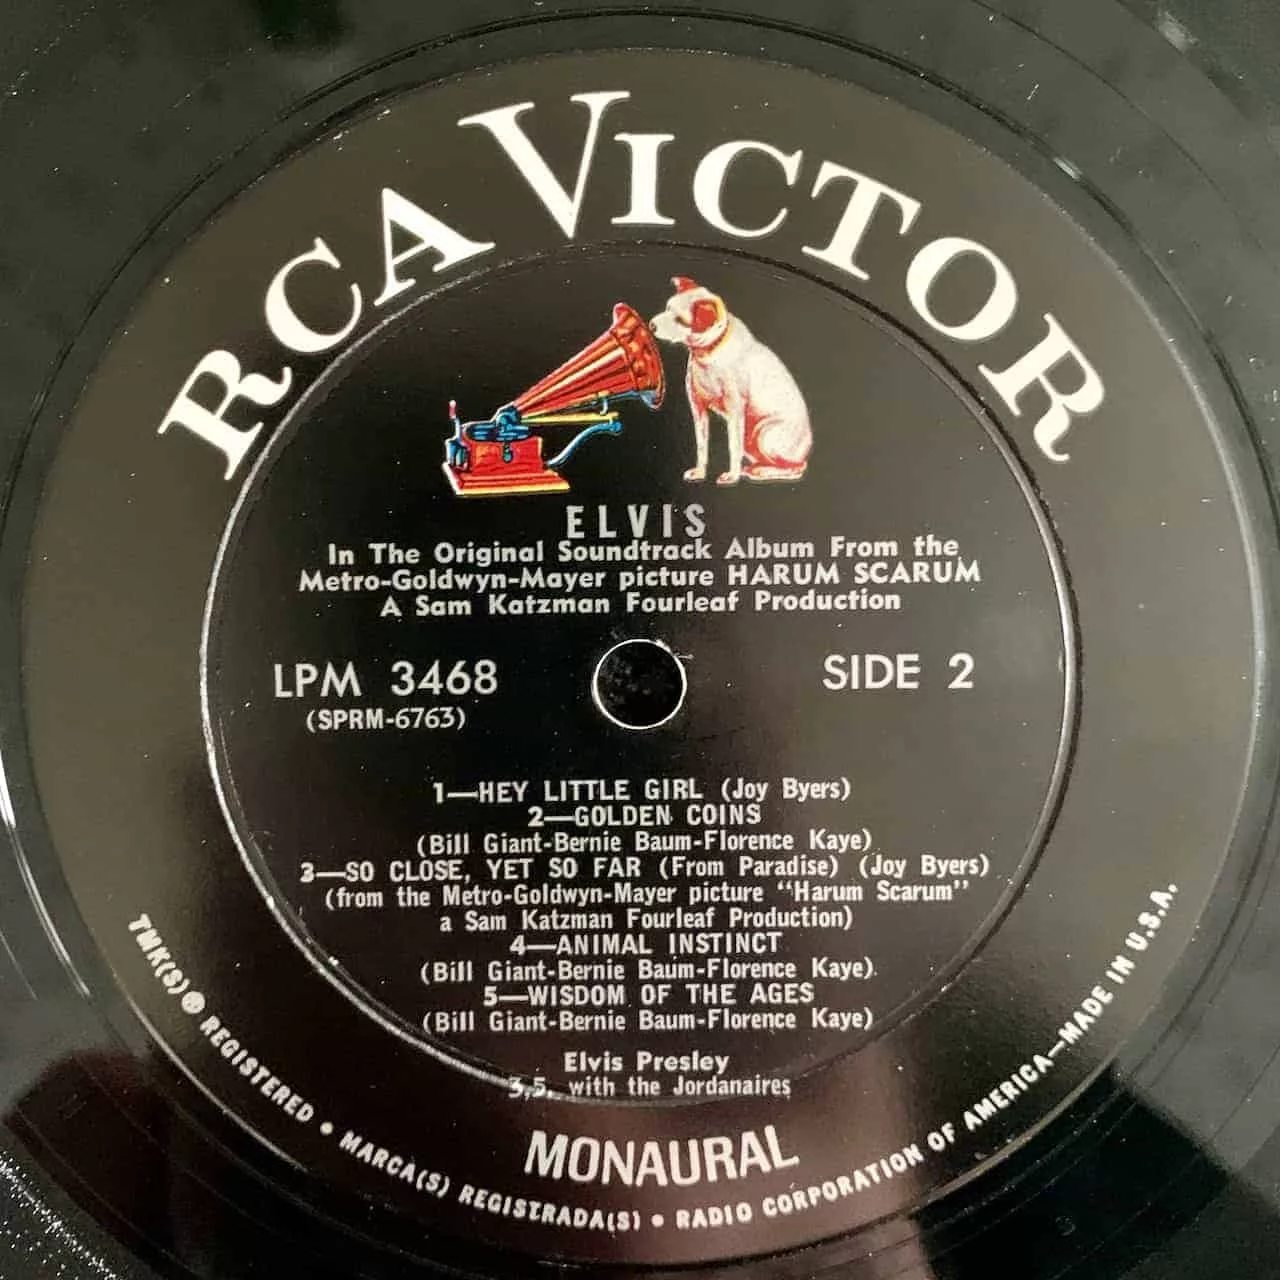 RCA VICTOR
ELVIS
In The Original Soundtrack Album From the
Metro-Goldwyn-Mayer picture HARUM SCARUM
A Sam Katzman Fourleaf Production
LPM 3468
(SPRM-6763)
SIDE 2
1—HEY LITTLE GIRL (Joy Byers)
2—GOLDEN COINS
(Bill Giant-Bernie Baum-Florence Kaye)
3—SO CLOSE, YET SO FAR (From Paradise) (Joy Byers)
(from the Metro-Goldwyn-Mayer picture "Harum Scarum"
a Sam Katzman Fourleaf Production)
4—ANIMAL INSTINCT
(Bill Giant-Bernie Baum-Florence Kaye)
5—WISDOM OF THE AGES
(Bill Giant-Bernie Baum-Florence Kaye)
Elvis Presley
3,5, with the Jordanaires
MONAURAL
TMK(S) ® REGISTERED • MARCA(S) REGISTRADA(S) • RADIO CORPORATION OF AMERICA—MADE IN U.S.A.